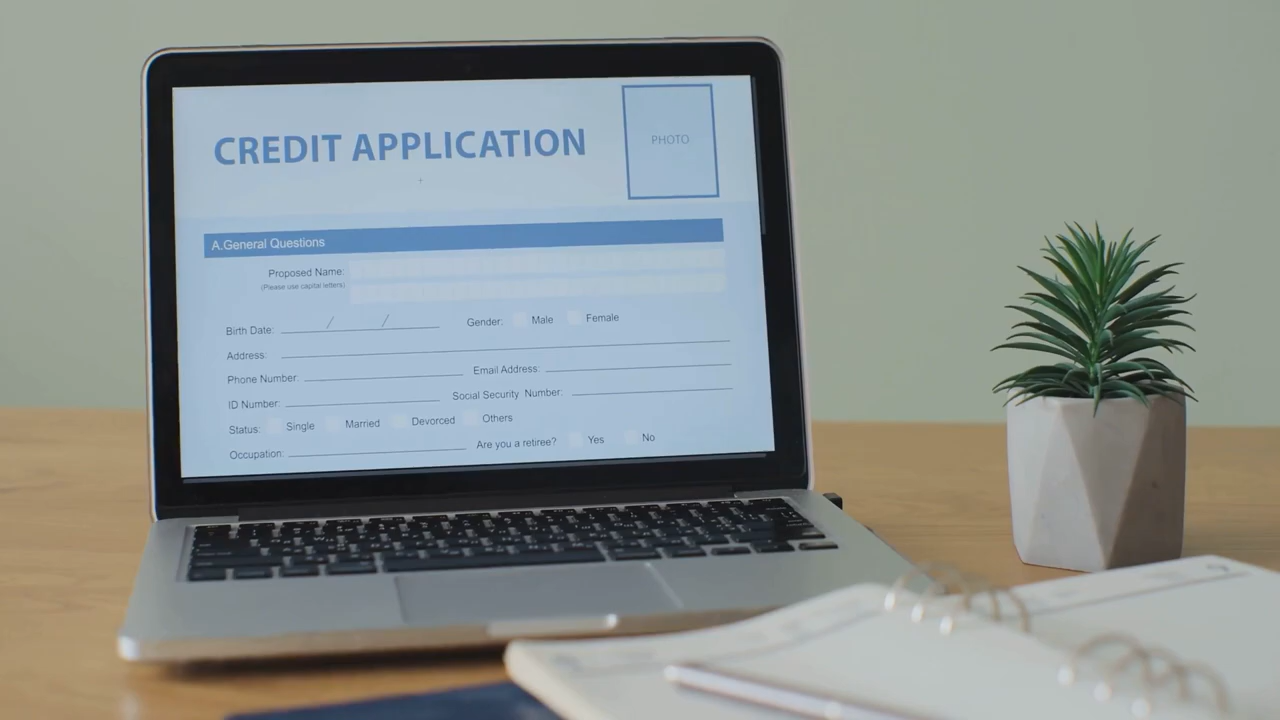 CREDIT APPLICATION
PHOTO
A.General Questions
Proposed Name:
(Please use capital letters)
Birth Date: / / Gender: Male Female
Address:
Phone Number: Email Address:
ID Number: Social Security Number:
Status: Single Married Devorced Others
Occupation: Are you a retiree? Yes No